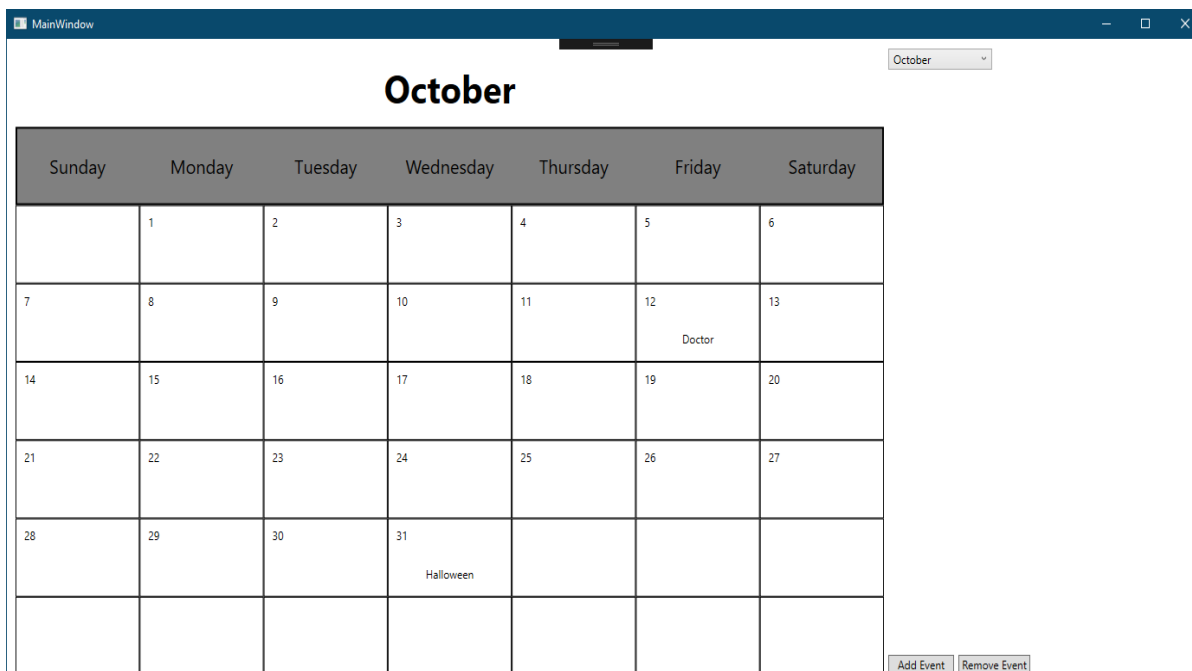 MainWindow
October
October
Sunday Monday Tuesday Wednesday Thursday Friday Saturday
1 2 3 4 5 6
7 8 9 10 11 12 13
Doctor
14 15 16 17 18 19 20
21 22 23 24 25 26 27
28 29 30 31
Halloween
Add Event Remove Event